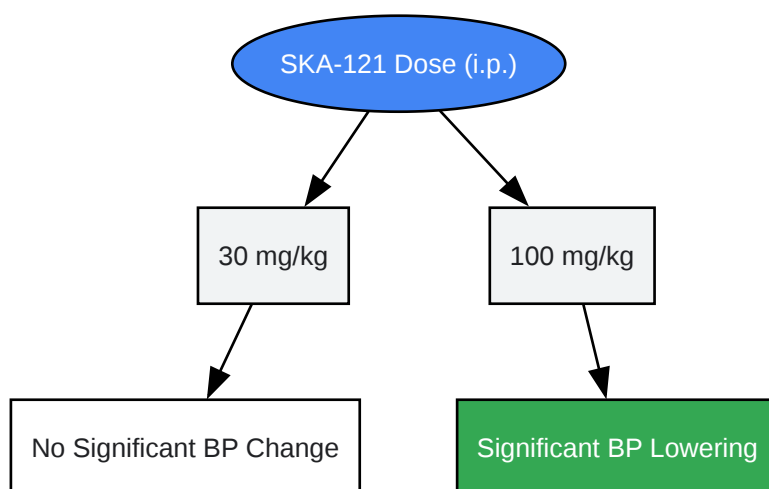 SKA-121 Dose (i.p.)
30 mg/kg
100 mg/kg
No Significant BP Change
Significant BP Lowering